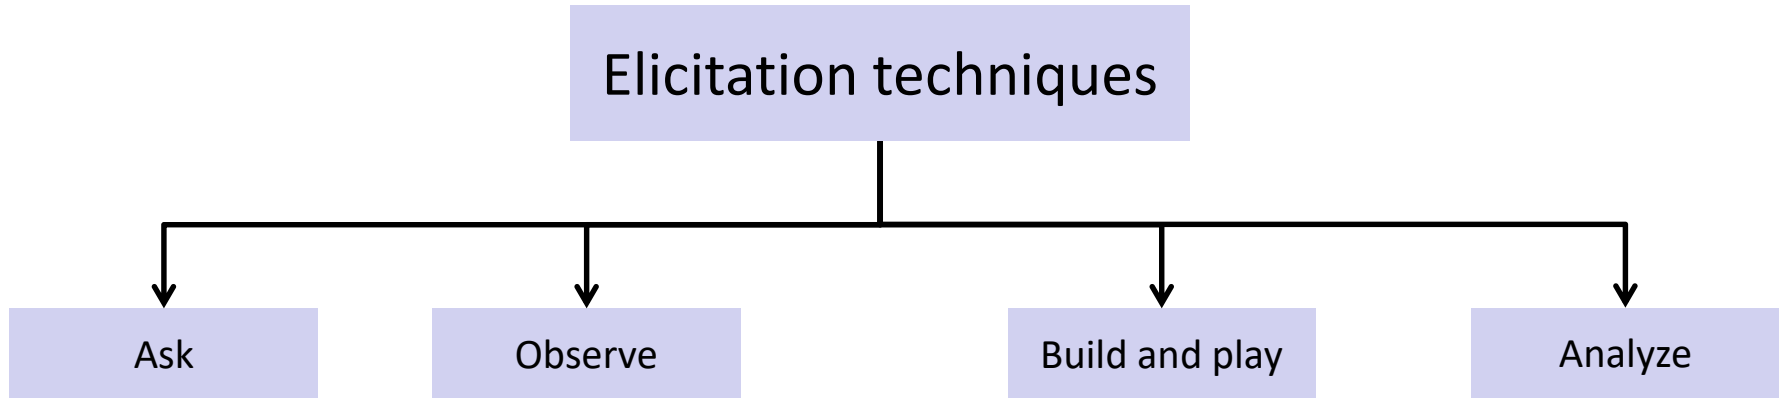 Elicitation techniques
Ask
Observe
Build and play
Analyze